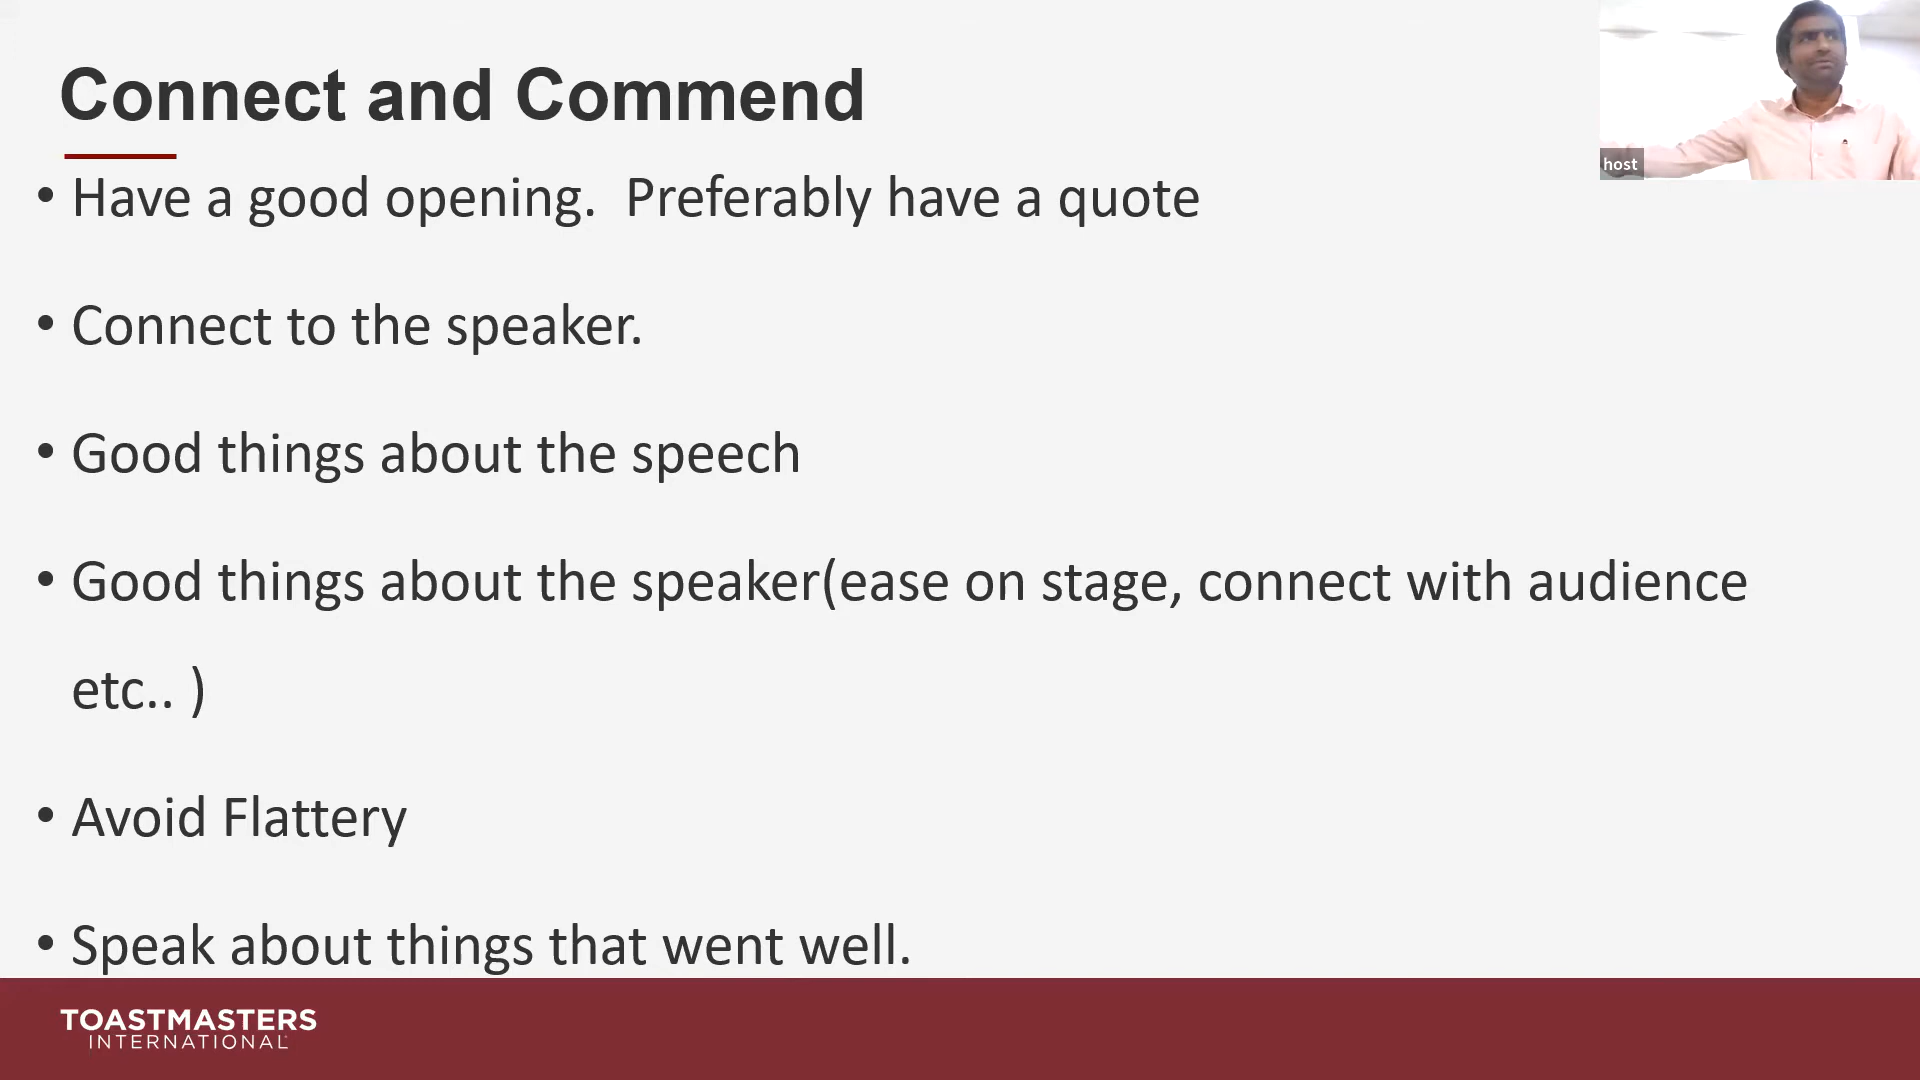 Connect and Commend
host
• Have a good opening.  Preferably have a quote
• Connect to the speaker.
• Good things about the speech
• Good things about the speaker(ease on stage, connect with audience
etc.. )
• Avoid Flattery
• Speak about things that went well.
TOASTMASTERS
INTERNATIONAL